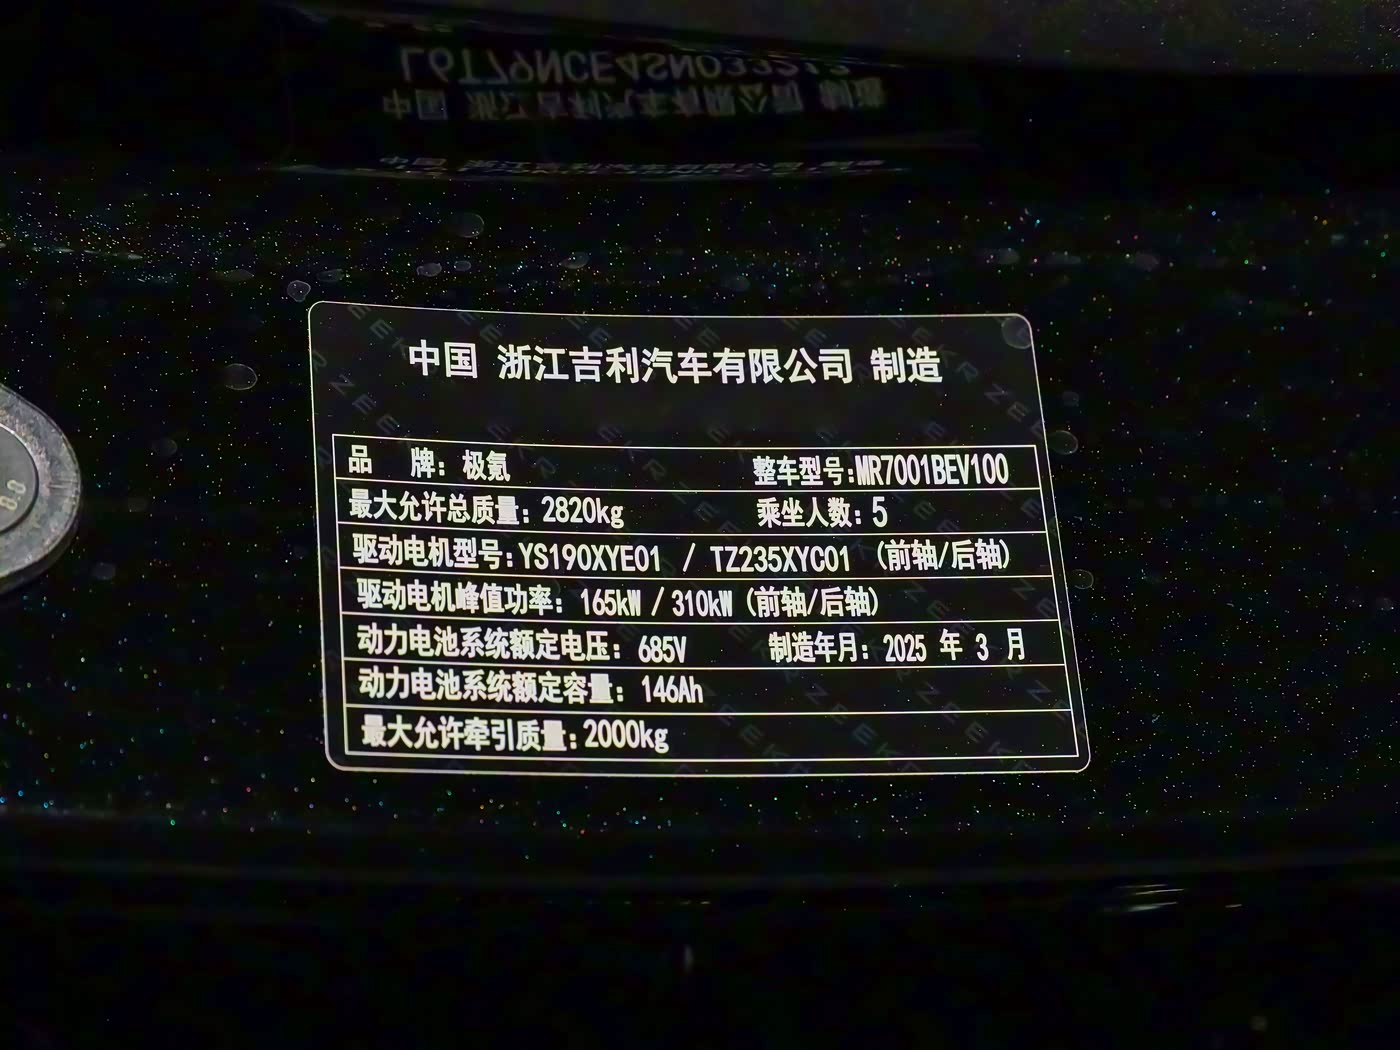 中国 浙江吉利汽车有限公司 制造
品 牌：极氪 整车型号:MR7001BEV100
最大允许总质量：2820kg 乘坐人数：5
驱动电机型号:YS190XYE01 / TZ235XYC01 (前轴/后轴)
驱动电机峰值功率：165kW / 310kW (前轴/后轴)
动力电池系统额定电压：685V 制造年月：2025 年 3 月
动力电池系统额定容量：146Ah
最大允许牵引质量:2000kg